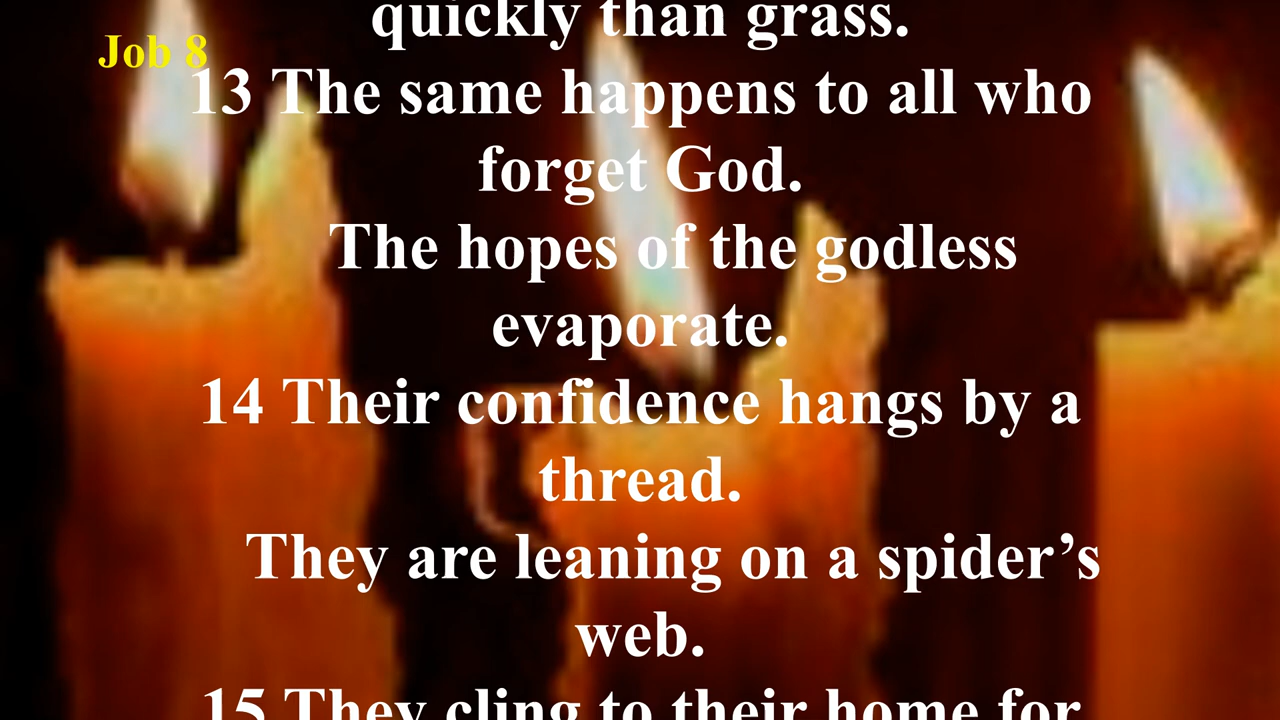 quickly than grass.
Job 8
13 The same happens to all who
forget God.
The hopes of the godless
evaporate.
14 Their confidence hangs by a
thread.
They are leaning on a spider’s
web.
15 They cling to their home for